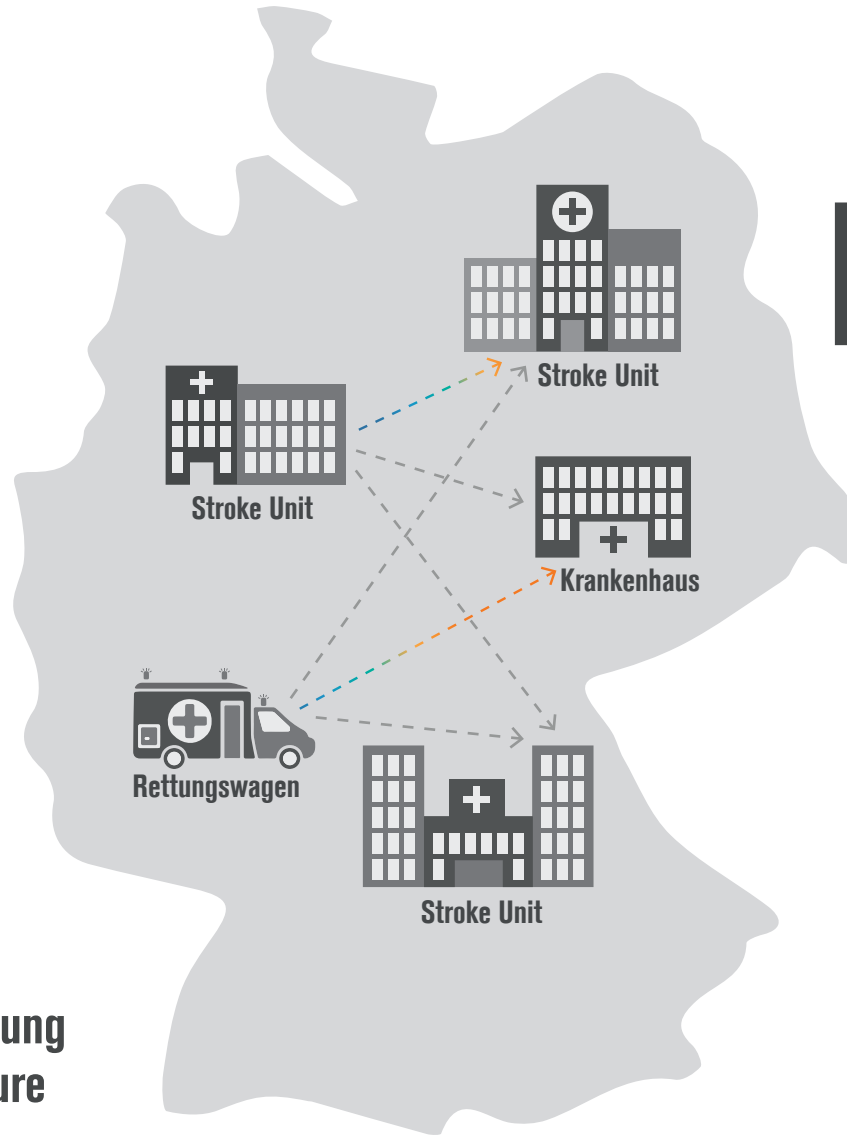 Stroke Unit
Stroke Unit
Krankenhaus
Rettungswagen
Stroke Unit
ung
ure